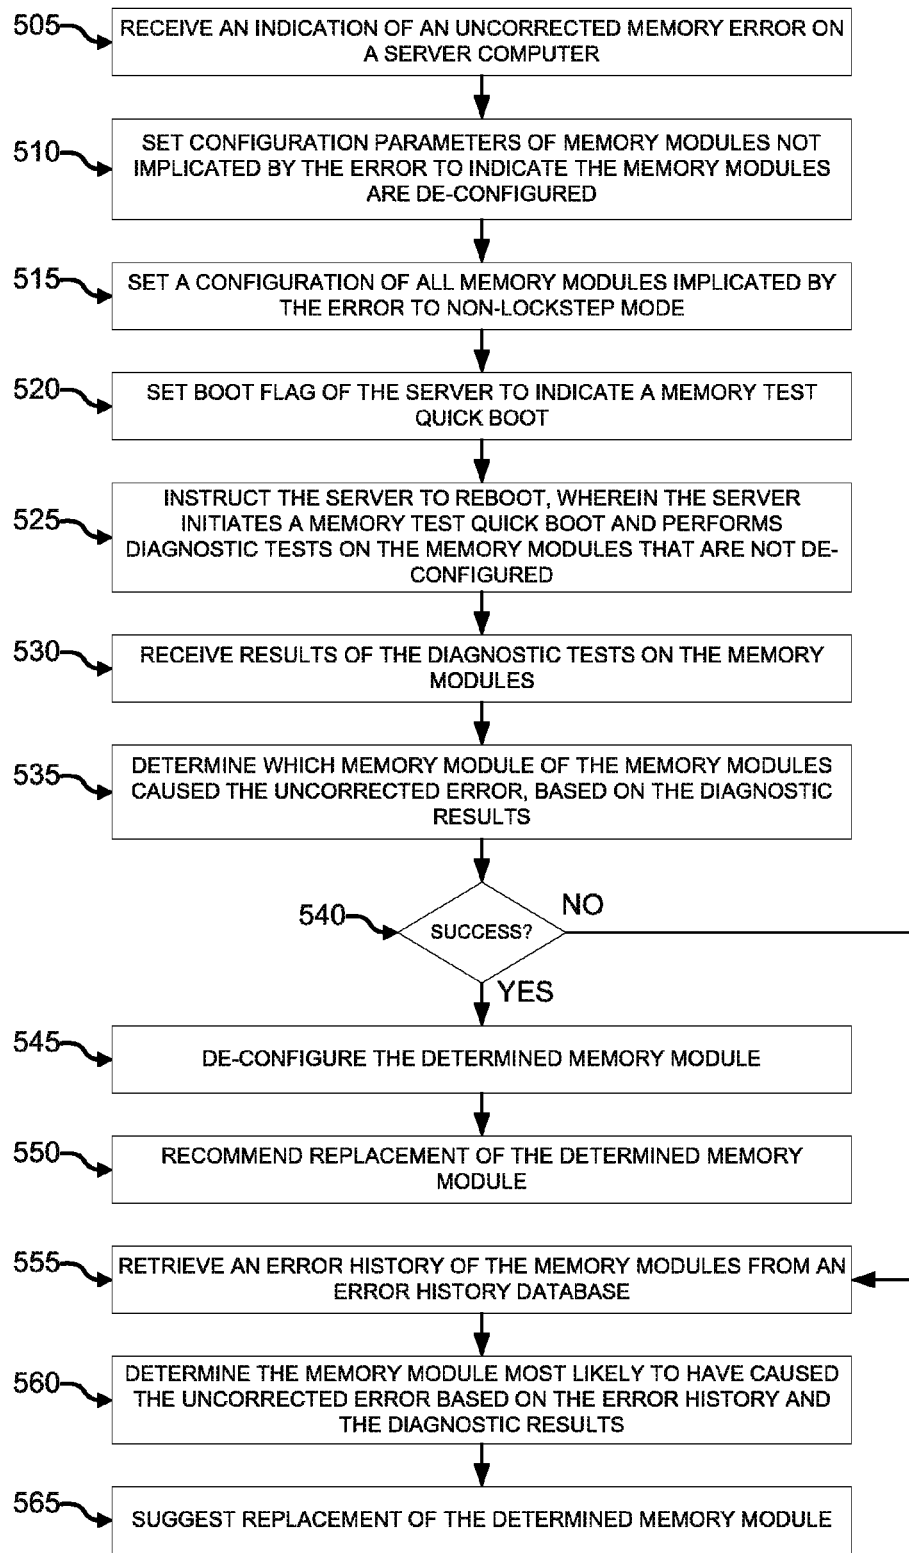 505
RECEIVE AN INDICATION OF AN UNCORRECTED MEMORY ERROR ON
A SERVER COMPUTER
510
SET CONFIGURATION PARAMETERS OF MEMORY MODULES NOT
IMPLICATED BY THE ERROR TO INDICATE THE MEMORY MODULES
ARE DE-CONFIGURED
515
SET A CONFIGURATION OF ALL MEMORY MODULES IMPLICATED BY
THE ERROR TO NON-LOCKSTEP MODE
520
SET BOOT FLAG OF THE SERVER TO INDICATE A MEMORY TEST
QUICK BOOT
525
INSTRUCT THE SERVER TO REBOOT, WHEREIN THE SERVER
INITIATES A MEMORY TEST QUICK BOOT AND PERFORMS
DIAGNOSTIC TESTS ON THE MEMORY MODULES THAT ARE NOT DE-
CONFIGURED
530
RECEIVE RESULTS OF THE DIAGNOSTIC TESTS ON THE MEMORY
MODULES
535
DETERMINE WHICH MEMORY MODULE OF THE MEMORY MODULES
CAUSED THE UNCORRECTED ERROR, BASED ON THE DIAGNOSTIC
RESULTS
540
SUCCESS?
NO
YES
545
DE-CONFIGURE THE DETERMINED MEMORY MODULE
550
RECOMMEND REPLACEMENT OF THE DETERMINED MEMORY
MODULE
555
RETRIEVE AN ERROR HISTORY OF THE MEMORY MODULES FROM AN
ERROR HISTORY DATABASE
560
DETERMINE THE MEMORY MODULE MOST LIKELY TO HAVE CAUSED
THE UNCORRECTED ERROR BASED ON THE ERROR HISTORY AND
THE DIAGNOSTIC RESULTS
565
SUGGEST REPLACEMENT OF THE DETERMINED MEMORY MODULE